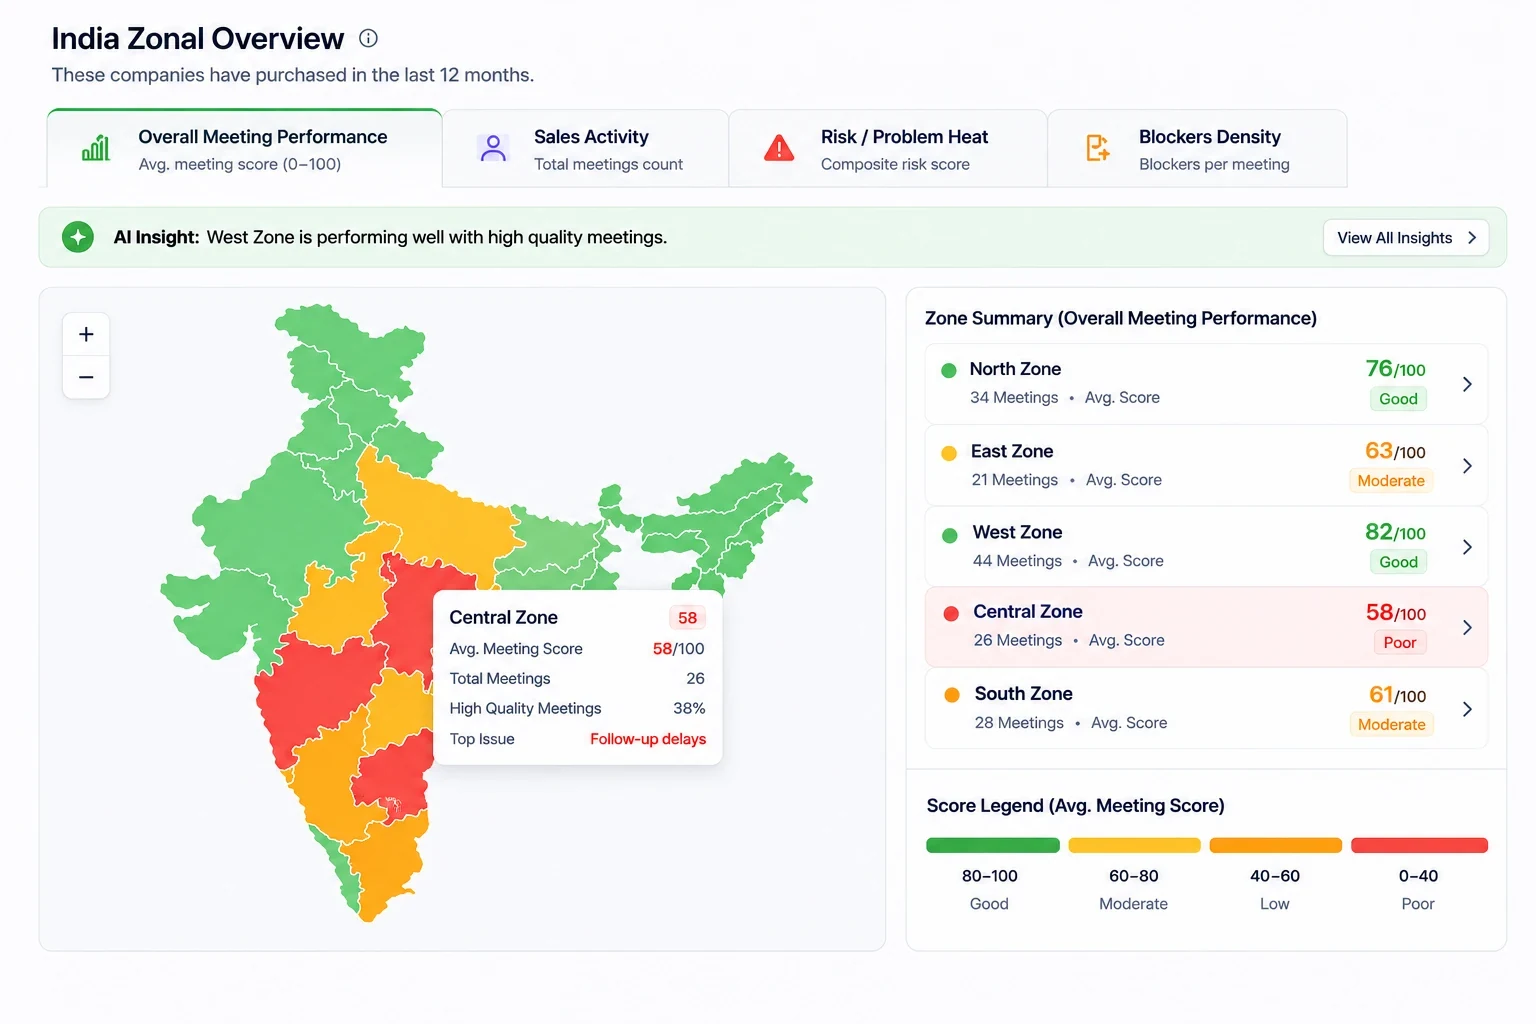 India Zonal Overview
These companies have purchased in the last 12 months.
Overall Meeting Performance
Avg. meeting score (0–100)
Sales Activity
Total meetings count
Risk / Problem Heat
Composite risk score
Blockers Density
Blockers per meeting
AI Insight: West Zone is performing well with high quality meetings.
View All Insights
+
−
Central Zone 58
Avg. Meeting Score 58/100
Total Meetings 26
High Quality Meetings 38%
Top Issue Follow-up delays
Zone Summary (Overall Meeting Performance)
North Zone 76/100
34 Meetings • Avg. Score Good
East Zone 63/100
21 Meetings • Avg. Score Moderate
West Zone 82/100
44 Meetings • Avg. Score Good
Central Zone 58/100
26 Meetings • Avg. Score Poor
South Zone 61/100
28 Meetings • Avg. Score Moderate
Score Legend (Avg. Meeting Score)
80–100 60–80 40–60 0–40
Good Moderate Low Poor